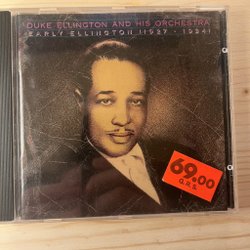 DUKE ELLINGTON AND HIS ORCHESTRA
EARLY ELLINGTON (1927 - 1934)
69.00